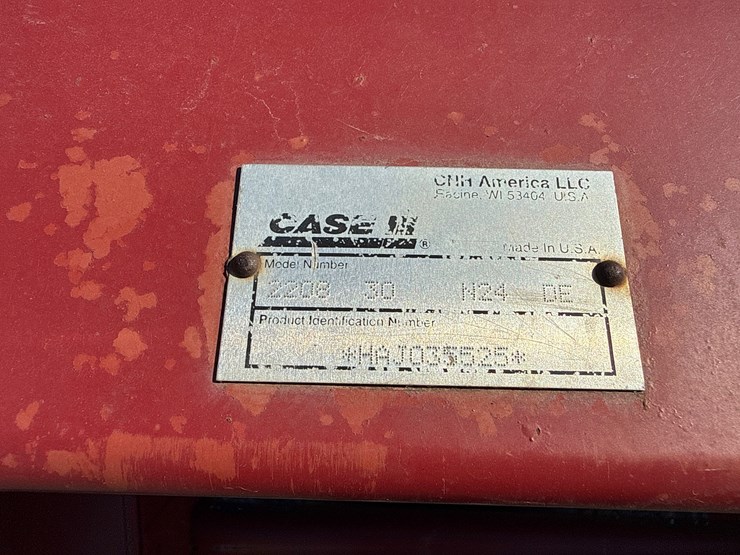 CNH America LLC
Racine, WI 53404 U.S.A.
CASE IH
®
Made In U.S.A.
Model Number
2208 30 N24 DE
Product Identification Number
*HAJ035525*